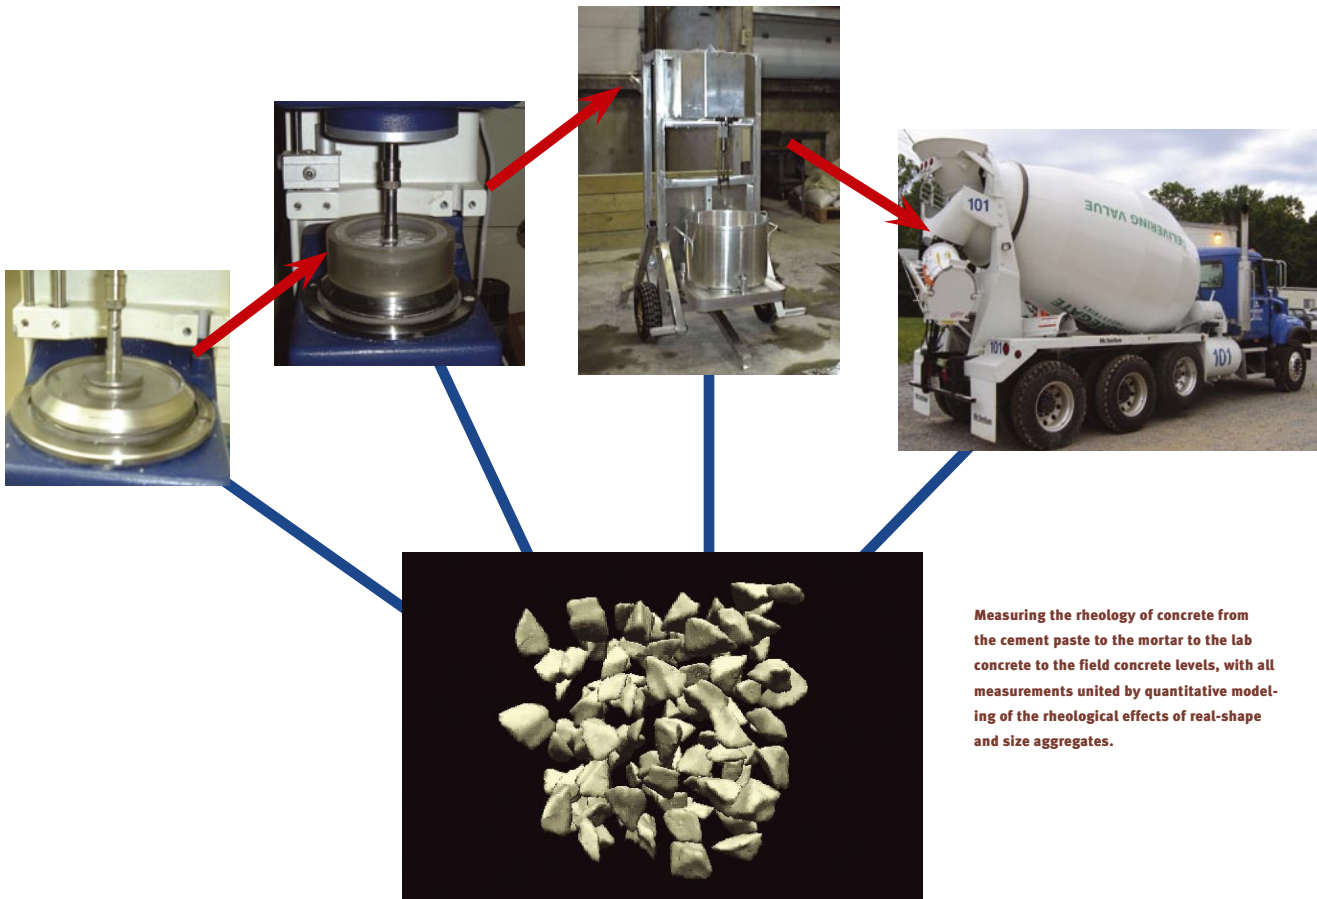 101
DELIVERING VALUE
McSellon
101
101
Measuring the rheology of concrete from
the cement paste to the mortar to the lab
concrete to the field concrete levels, with all
measurements united by quantitative model-
ing of the rheological effects of real-shape
and size aggregates.